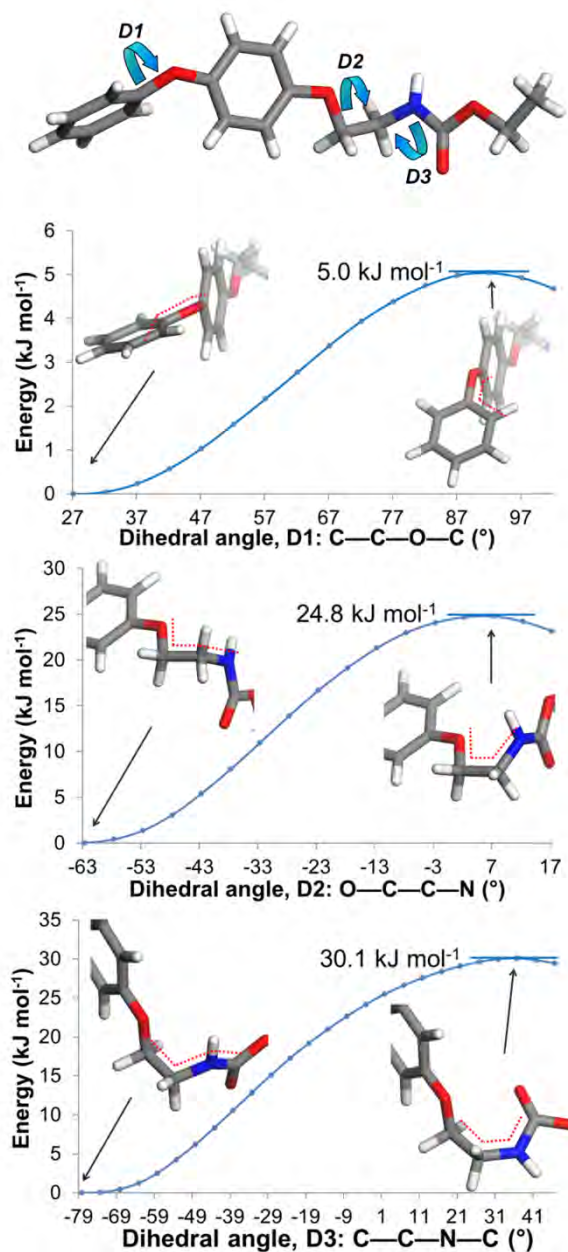 D1
D2
D3
6
5
4
3
2
1
0
Energy (kJ mol-1)
5.0 kJ mol-1
27 37 47 57 67 77 87 97
Dihedral angle, D1: C—C—O—C (°)
30
25
20
15
10
5
0
Energy (kJ mol-1)
24.8 kJ mol-1
-63 -53 -43 -33 -23 -13 -3 7 17
Dihedral angle, D2: O—C—C—N (°)
35
30
25
20
15
10
5
0
Energy (kJ mol-1)
30.1 kJ mol-1
-79 -69 -59 -49 -39 -29 -19 -9 1 11 21 31 41
Dihedral angle, D3: C—C—N—C (°)